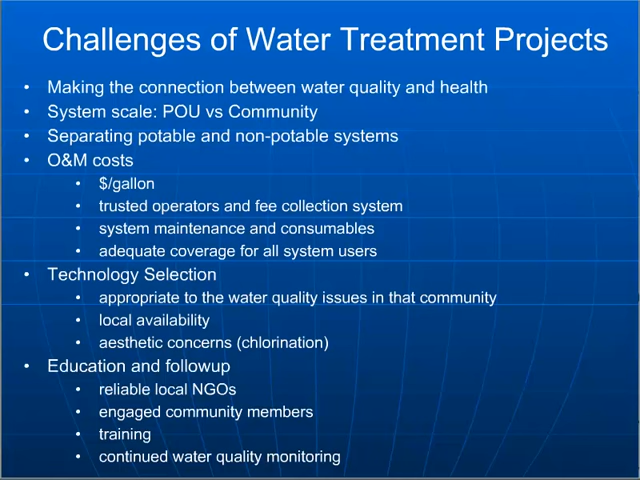 Challenges of Water Treatment Projects
• Making the connection between water quality and health
• System scale: POU vs Community
• Separating potable and non-potable systems
• O&M costs
• $/gallon
• trusted operators and fee collection system
• system maintenance and consumables
• adequate coverage for all system users
• Technology Selection
• appropriate to the water quality issues in that community
• local availability
• aesthetic concerns (chlorination)
• Education and followup
• reliable local NGOs
• engaged community members
• training
• continued water quality monitoring